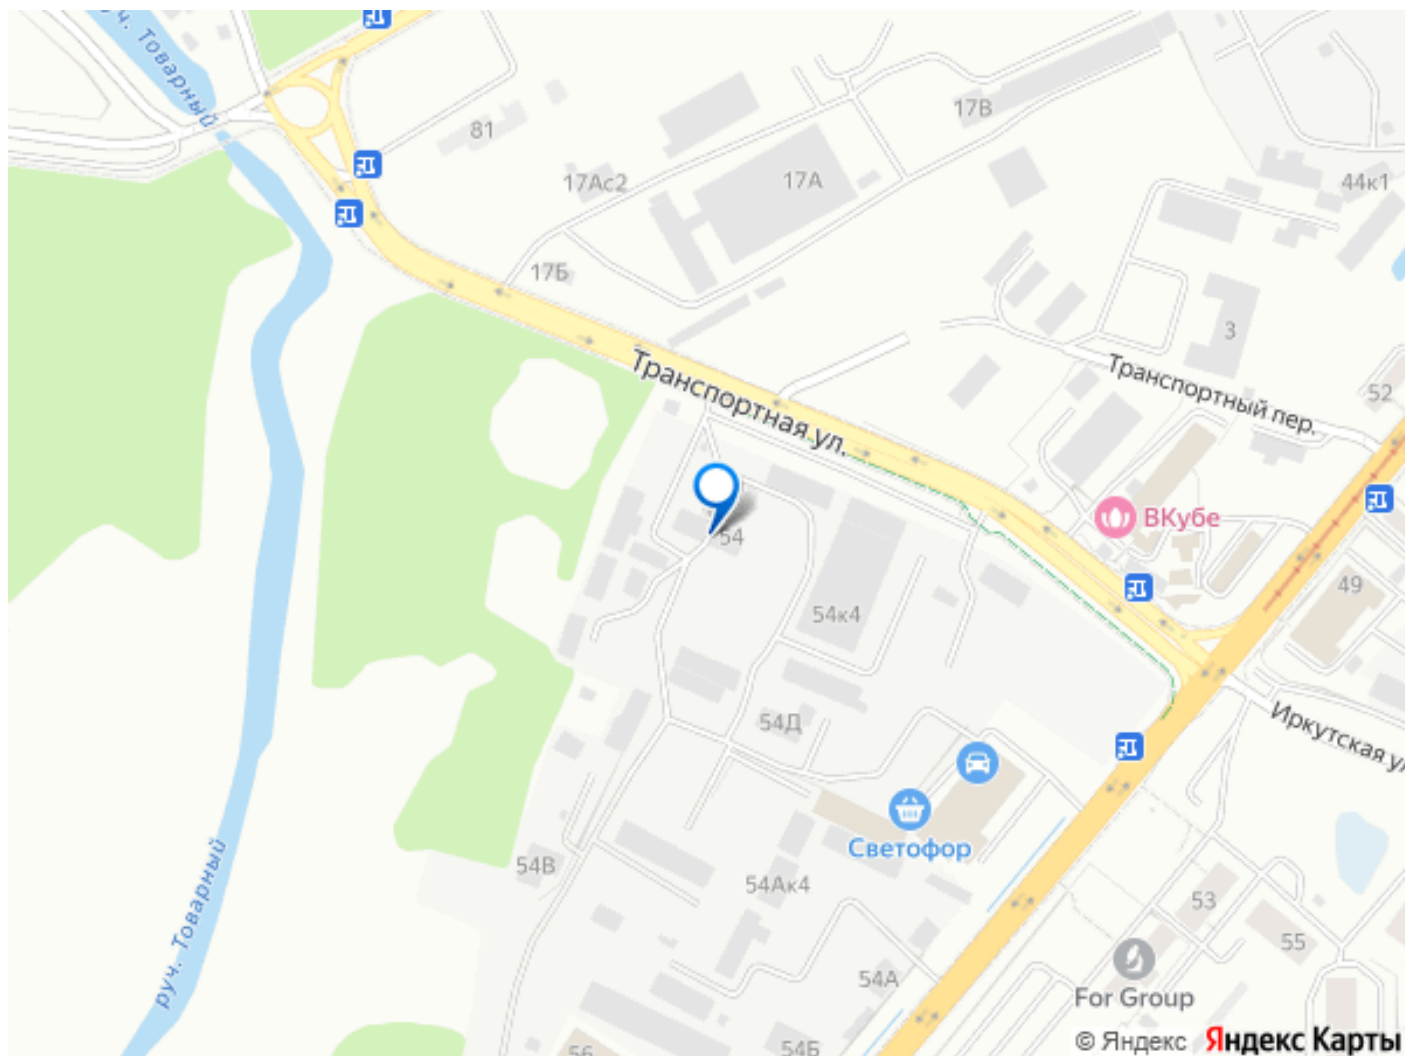 руч. Товарный
81
17В
17Ас2
17А
44к1
17Б
3
Транспортная ул.
Транспортный пер.
52
ВКубе
54
49
54к4
54Д
Иркутская ул
Светофор
54В
54Ак4
53
55
руч. Товарный
54А
For Group
56
54Б
© Яндекс Яндекс Карты